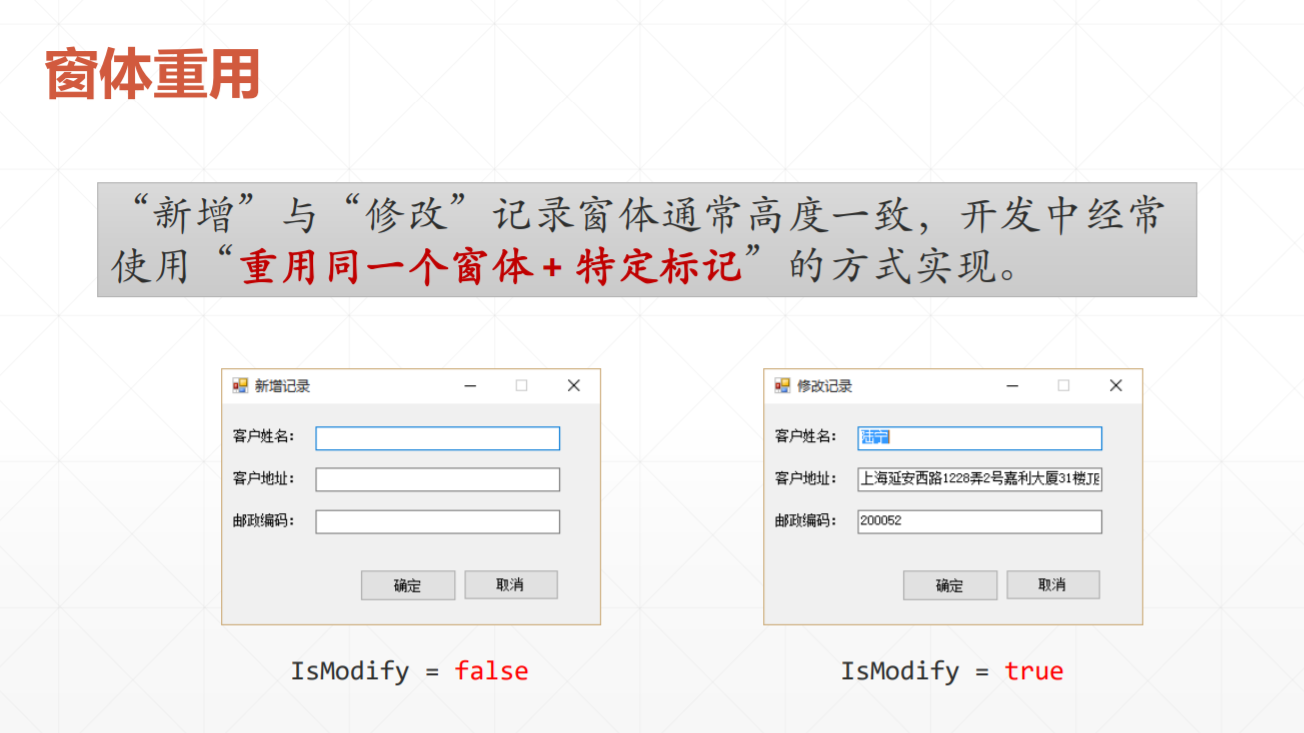 窗体重用
“新增”与“修改”记录窗体通常高度一致，开发中经常
使用“重用同一个窗体+特定标记”的方式实现。
新增记录
客户姓名：
客户地址：
邮政编码：
确定 取消
修改记录
客户姓名： 陆宁
客户地址： 上海延安西路1228弄2号嘉利大厦31楼
邮政编码： 200052
确定 取消
IsModify = false
IsModify = true